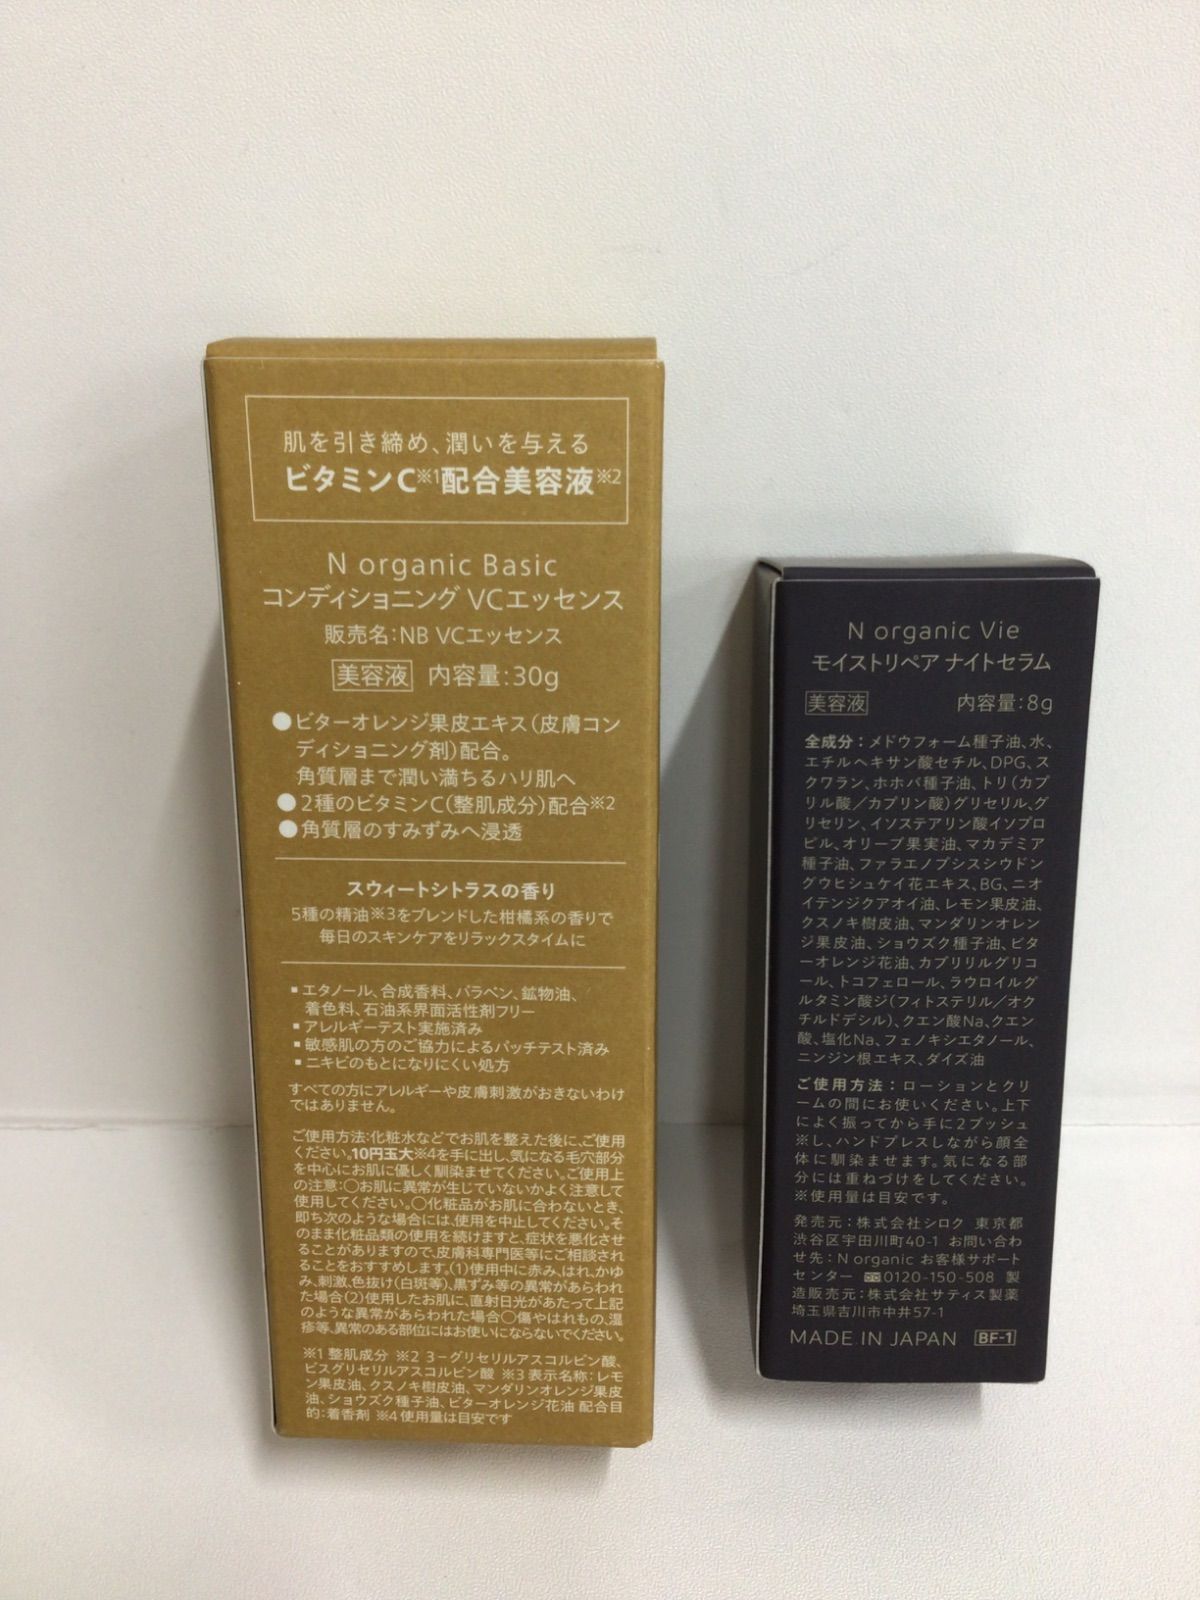 肌を引き締め、潤いを与える
ビタミンC※1配合美容液※2
N organic Basic
コンディショニング VCエッセンス
販売名:NB VCエッセンス
美容液 内容量:30g
●ビターオレンジ果皮エキス(皮膚コン
ディショニング剤)配合。
角質層まで潤い満ちるハリ肌へ
●2種のビタミンC(整肌成分)配合※2
●角質層のすみずみへ浸透
スウィートシトラスの香り
5種の精油※3をブレンドした柑橘系の香りで
毎日のスキンケアをリラックスタイムに
▪エタノール、合成香料、パラベン、鉱物油、
着色料、石油系界面活性剤フリー
▪アレルギーテスト実施済み
▪敏感肌の方のご協力によるパッチテスト済み
▪ニキビのもとになりにくい処方
すべての方にアレルギーや皮膚刺激がおきないわけ
ではありません。
ご使用方法:化粧水などでお肌を整えた後に、ご使用
ください。10円玉大※4を手に出し、気になる毛穴部分
を中心にお肌に優しく馴染ませてください。ご使用上
の注意:○お肌に異常が生じていないかよく注意して
使用してください。○化粧品がお肌に合わないとき、
即ち次のような場合には、使用を中止してください。そ
のまま化粧品類の使用を続けますと、症状を悪化させ
ることがありますので、皮膚科専門医等にご相談され
ることをおすすめします。(1)使用中に赤み、はれ、かゆ
み、刺激、色抜け(白斑等)、黒ずみ等の異常があらわれ
た場合(2)使用したお肌に、直射日光があたって上記
のような異常があらわれた場合○傷やはれもの、湿
疹等、異常のある部位にはお使いにならないでください。
※1 整肌成分 ※2 3-グリセリルアスコルビン酸、
ビスグリセリルアスコルビン酸 ※3 表示名称:レモ
ン果皮油、クスノキ樹皮油、マンダリンオレンジ果皮
油、ショウズク種子油、ビターオレンジ花油 配合目
的:着香剤 ※4 使用量は目安です
N organic Vie
モイストリペア ナイトセラム
美容液 内容量:8g
全成分:メドウフォーム種子油、水、
エチルヘキサン酸セチル、DPG、ス
クワラン、ホホバ種子油、トリ(カプ
リル酸/カプリン酸)グリセリル、グ
リセリン、イソステアリン酸イソプロ
ピル、オリーブ果実油、マカデミア
種子油、ファラエノプシスシウドン
グウヒシュケイ花エキス、BG、ニオ
イテンジクアオイ油、レモン果皮油、
クスノキ樹皮油、マンダリンオレン
ジ果皮油、ショウズク種子油、ビタ
ーオレンジ花油、カプリリルグリコ
ール、トコフェロール、ラウロイルグ
ルタミン酸ジ(フィトステリル/オク
チルドデシル)、クエン酸Na、クエン
酸、塩化Na、フェノキシエタノール、
ニンジン根エキス、ダイズ油
ご使用方法:ローションとクリ
ームの間にお使いください。上下
によく振ってから手に2プッシュ
※し、ハンドプレスしながら顔全
体に馴染ませます。気になる部
分には重ねづけをしてください。
※使用量は目安です。
発売元:株式会社シロク 東京都
渋谷区宇田川町40-1 お問い合わ
せ先:N organic お客様サポート
センター 0120-150-508 製
造販売元:株式会社サティス製薬
埼玉県吉川市中井57-1
MADE IN JAPAN BF-1